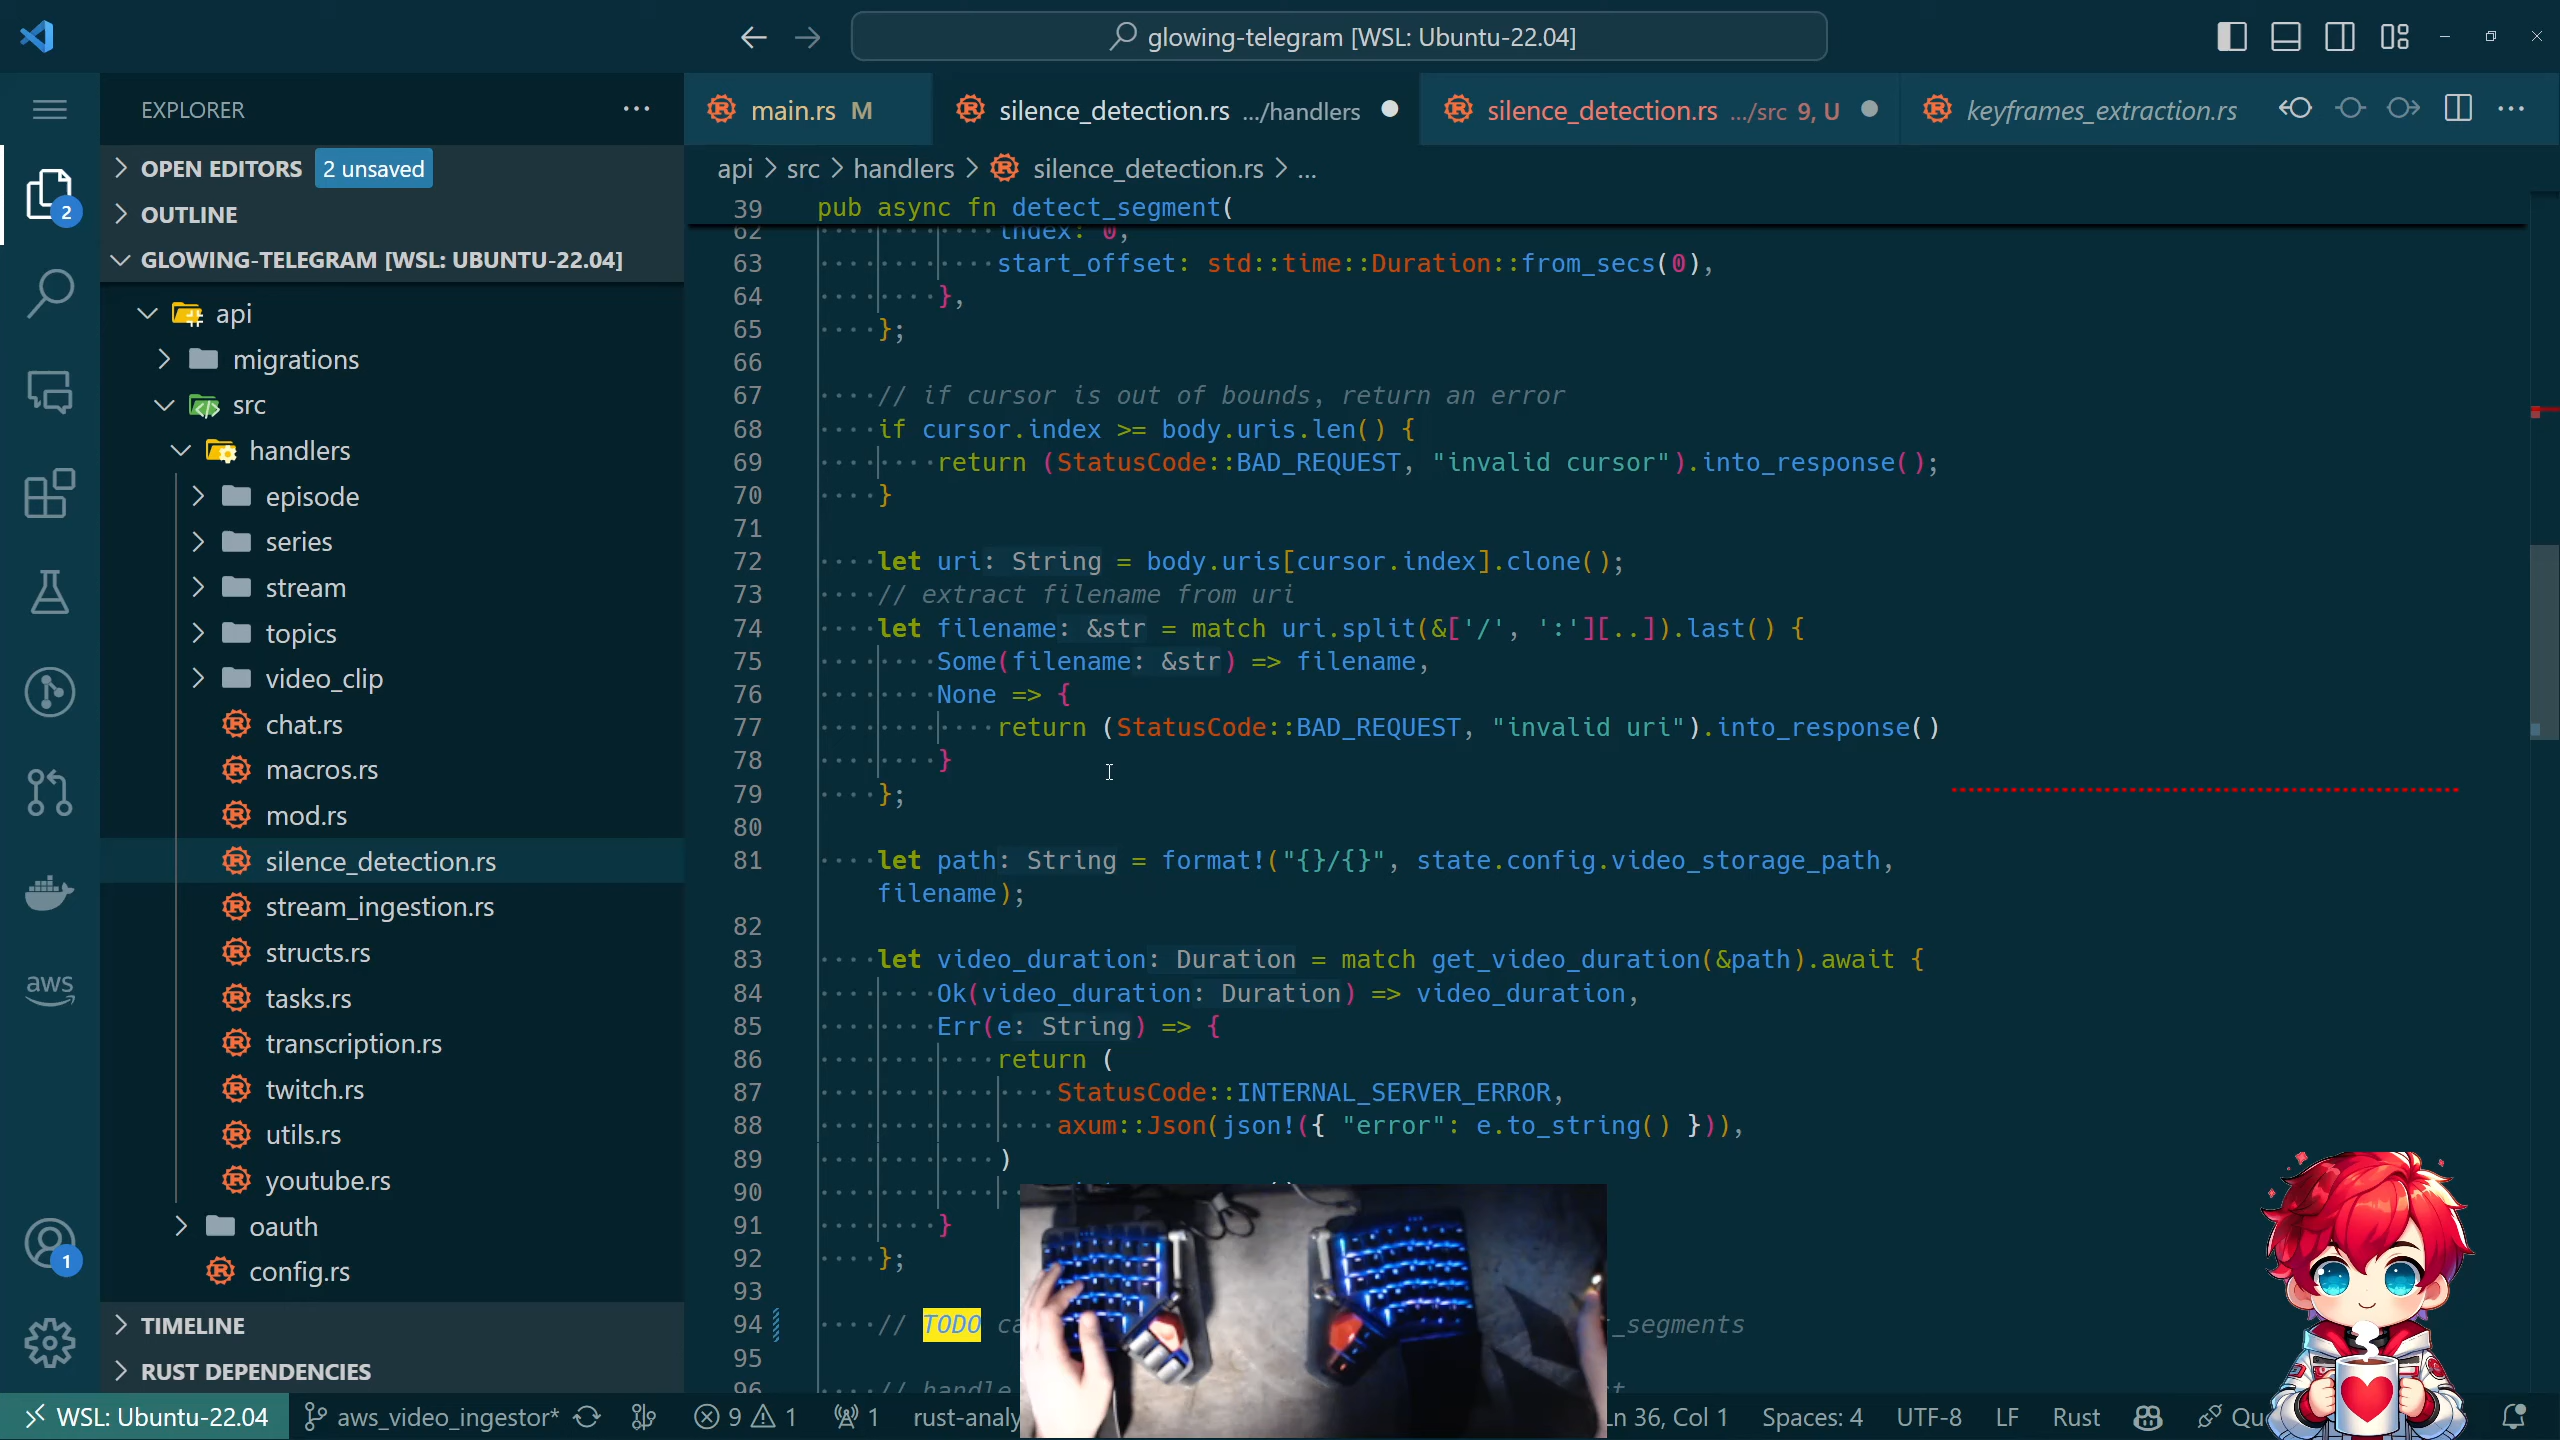 glowing-telegram [WSL: Ubuntu-22.04]
EXPLORER
main.rs M
silence_detection.rs .../handlers
silence_detection.rs .../src 9, U
keyframes_extraction.rs
OPEN EDITORS 2 unsaved
OUTLINE
GLOWING-TELEGRAM [WSL: UBUNTU-22.04]
2
api
migrations
src
handlers
episode
series
stream
topics
video_clip
chat.rs
macros.rs
mod.rs
silence_detection.rs
stream_ingestion.rs
structs.rs
tasks.rs
transcription.rs
twitch.rs
utils.rs
youtube.rs
oauth
config.rs
TIMELINE
RUST DEPENDENCIES
aws
1
api > src > handlers > silence_detection.rs > ...
39 pub async fn detect_segment(
62 index: 0,
63 start_offset: std::time::Duration::from_secs(0),
64 },
65 };
66
67 // if cursor is out of bounds, return an error
68 if cursor.index >= body.uris.len() {
69 return (StatusCode::BAD_REQUEST, "invalid cursor").into_response();
70 }
71
72 let uri: String = body.uris[cursor.index].clone();
73 // extract filename from uri
74 let filename: &str = match uri.split(&['/', ':'][..]).last() {
75 Some(filename: &str) => filename,
76 None => {
77 return (StatusCode::BAD_REQUEST, "invalid uri").into_response()
78 }
79 };
80
81 let path: String = format!("{}/{}", state.config.video_storage_path,
filename);
82
83 let video_duration: Duration = match get_video_duration(&path).await {
84 Ok(video_duration: Duration) => video_duration,
85 Err(e: String) => {
86 return (
87 StatusCode::INTERNAL_SERVER_ERROR,
88 axum::Json(json!({ "error": e.to_string() })),
89 )
90
91 }
92 };
93
94 // TODO _segments
95
96 // handle
WSL: Ubuntu-22.04 aws_video_ingestor* 9 1 1 rust-analy Ln 36, Col 1 Spaces: 4 UTF-8 LF Rust